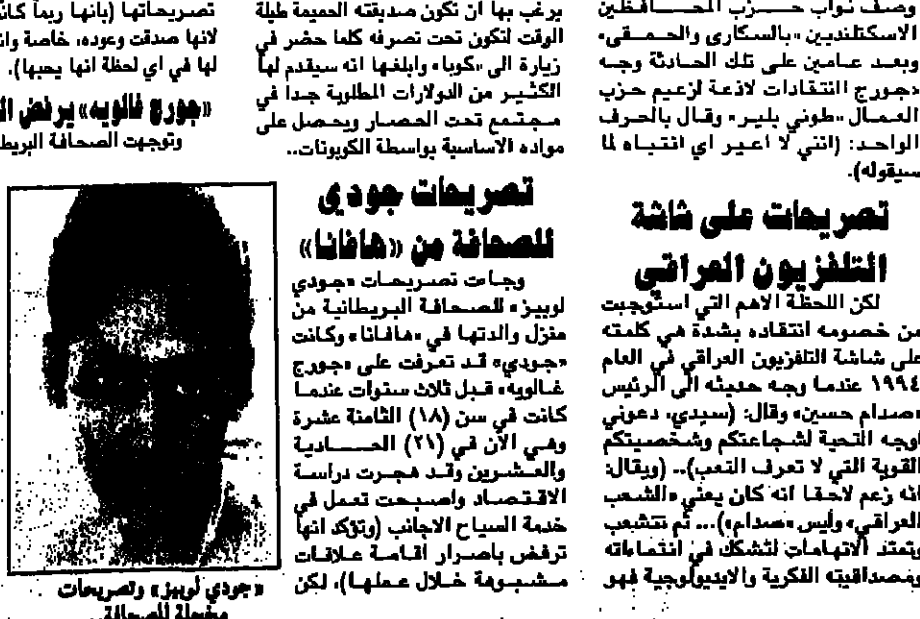 وصف نواب حزب المحافظين
الاسكتلنديين «بالسكارى والحمقى»
وبعد عامين على تلك الحادثة وجه
«جورج انتقادات لاذعة لزعيم حزب
العمال «طوني بلير» وقال بالحرف
الواحد: (انني لا اعير اي انتباه لما
سيقوله).
تصريحات على شاشة
التلفزيون العراقي
لكن اللحظة الاهم التي استوجبت
من خصومه انتقاده بشدة هي كلمته
على شاشة التلفزيون العراقي في العام
١٩٩٤ عندما وجه حديثه الى الرئيس
«صدام حسين» وقال: (سيدي، دعوني
اوجه التحية لشجاعتكم وشخصيتكم
القوية التي لا تعرف التعب).. (ويقال:
انه زعم لاحقا انه كان يعني «الشعب
العراقي» وليس «صدام»)... ثم تتشعب
وتمتد الاتهامات لتشكك في انتماءاته
ومصداقيته الفكرية والايديولوجية فهو
يرغب بها ان تكون صديقته الحميمة طيلة
الوقت لتكون تحت تصرفه كلما حضر في
زيارة الى «كوبا» وابلغها انه سيقدم لها
الكثير من الدولارات المطلوبة جدا في
مجتمع تحت الحصار ويحصل على
مواده الاساسية بواسطة الكوبونات..
تصريحات جودي
للصحافة من «هافانا»
وجاءت تصريحات «جودي
لوبيز» للصحافة البريطانية من
منزل والدتها في «هافانا» وكانت
«جودي» قد تعرفت على «جورج
غالويه» قبل ثلاث سنوات عندما
كانت في سن (١٨) الثامنة عشرة
وهي الآن في (٢١) الحادية
والعشرين وقد هجرت دراسة
الاقتصاد واصبحت تعمل في
خدمة السياح الاجانب (وتؤكد انها
ترفض باصرار اقامة علاقات
مشبوهة خلال عملها)، لكن
تصريحاتها (بانها ربما كان
لانها صدقت وعوده، خاصة وان
لها في اي لحظة انها يحبها).
«جورج غالويه» يرفض ال
وتوجهت الصحافة البريط
«جودي لوبيز» وتصريحات
مخجلة للصحافة..